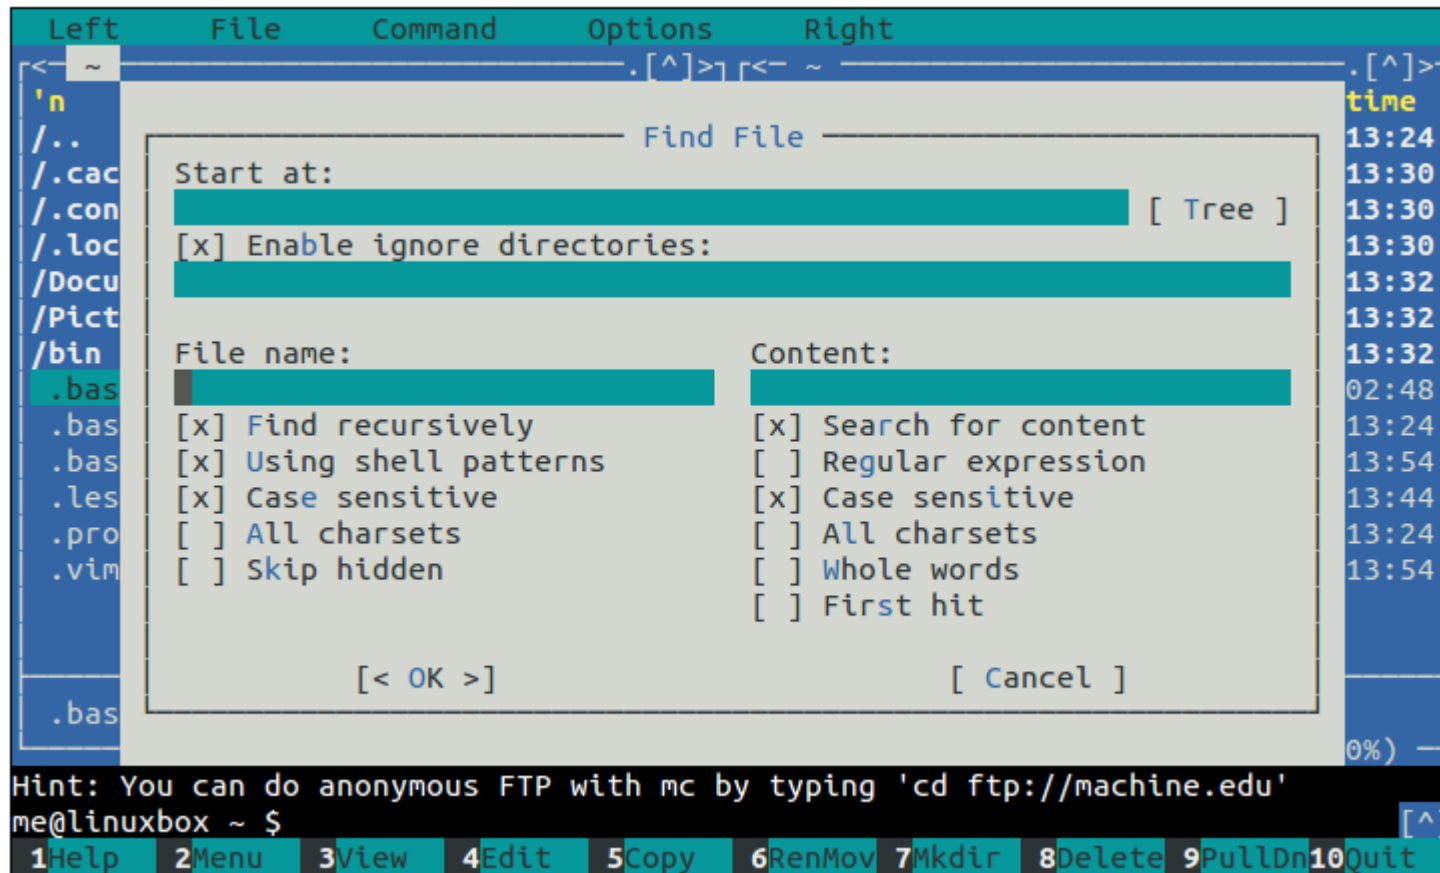 Left File Command Options Right
~ .[^]> ~ .[^]>
'n time
/.. Find File 13:24
/.cac Start at: 13:30
/.con [ Tree ] 13:30
/.loc [x] Enable ignore directories: 13:30
/Docu 13:32
/Pict 13:32
/bin File name: Content: 13:32
.bas 02:48
.bas [x] Find recursively [x] Search for content 13:24
.bas [x] Using shell patterns [ ] Regular expression 13:54
.les [x] Case sensitive [x] Case sensitive 13:44
.pro [ ] All charsets [ ] All charsets 13:24
.vim [ ] Skip hidden [ ] Whole words 13:54
[ ] First hit
[< OK >] [ Cancel ]
.bas
0%)
Hint: You can do anonymous FTP with mc by typing 'cd ftp://machine.edu'
me@linuxbox ~ $ [^]
1Help 2Menu 3View 4Edit 5Copy 6RenMov 7Mkdir 8Delete 9PullDn 10Quit